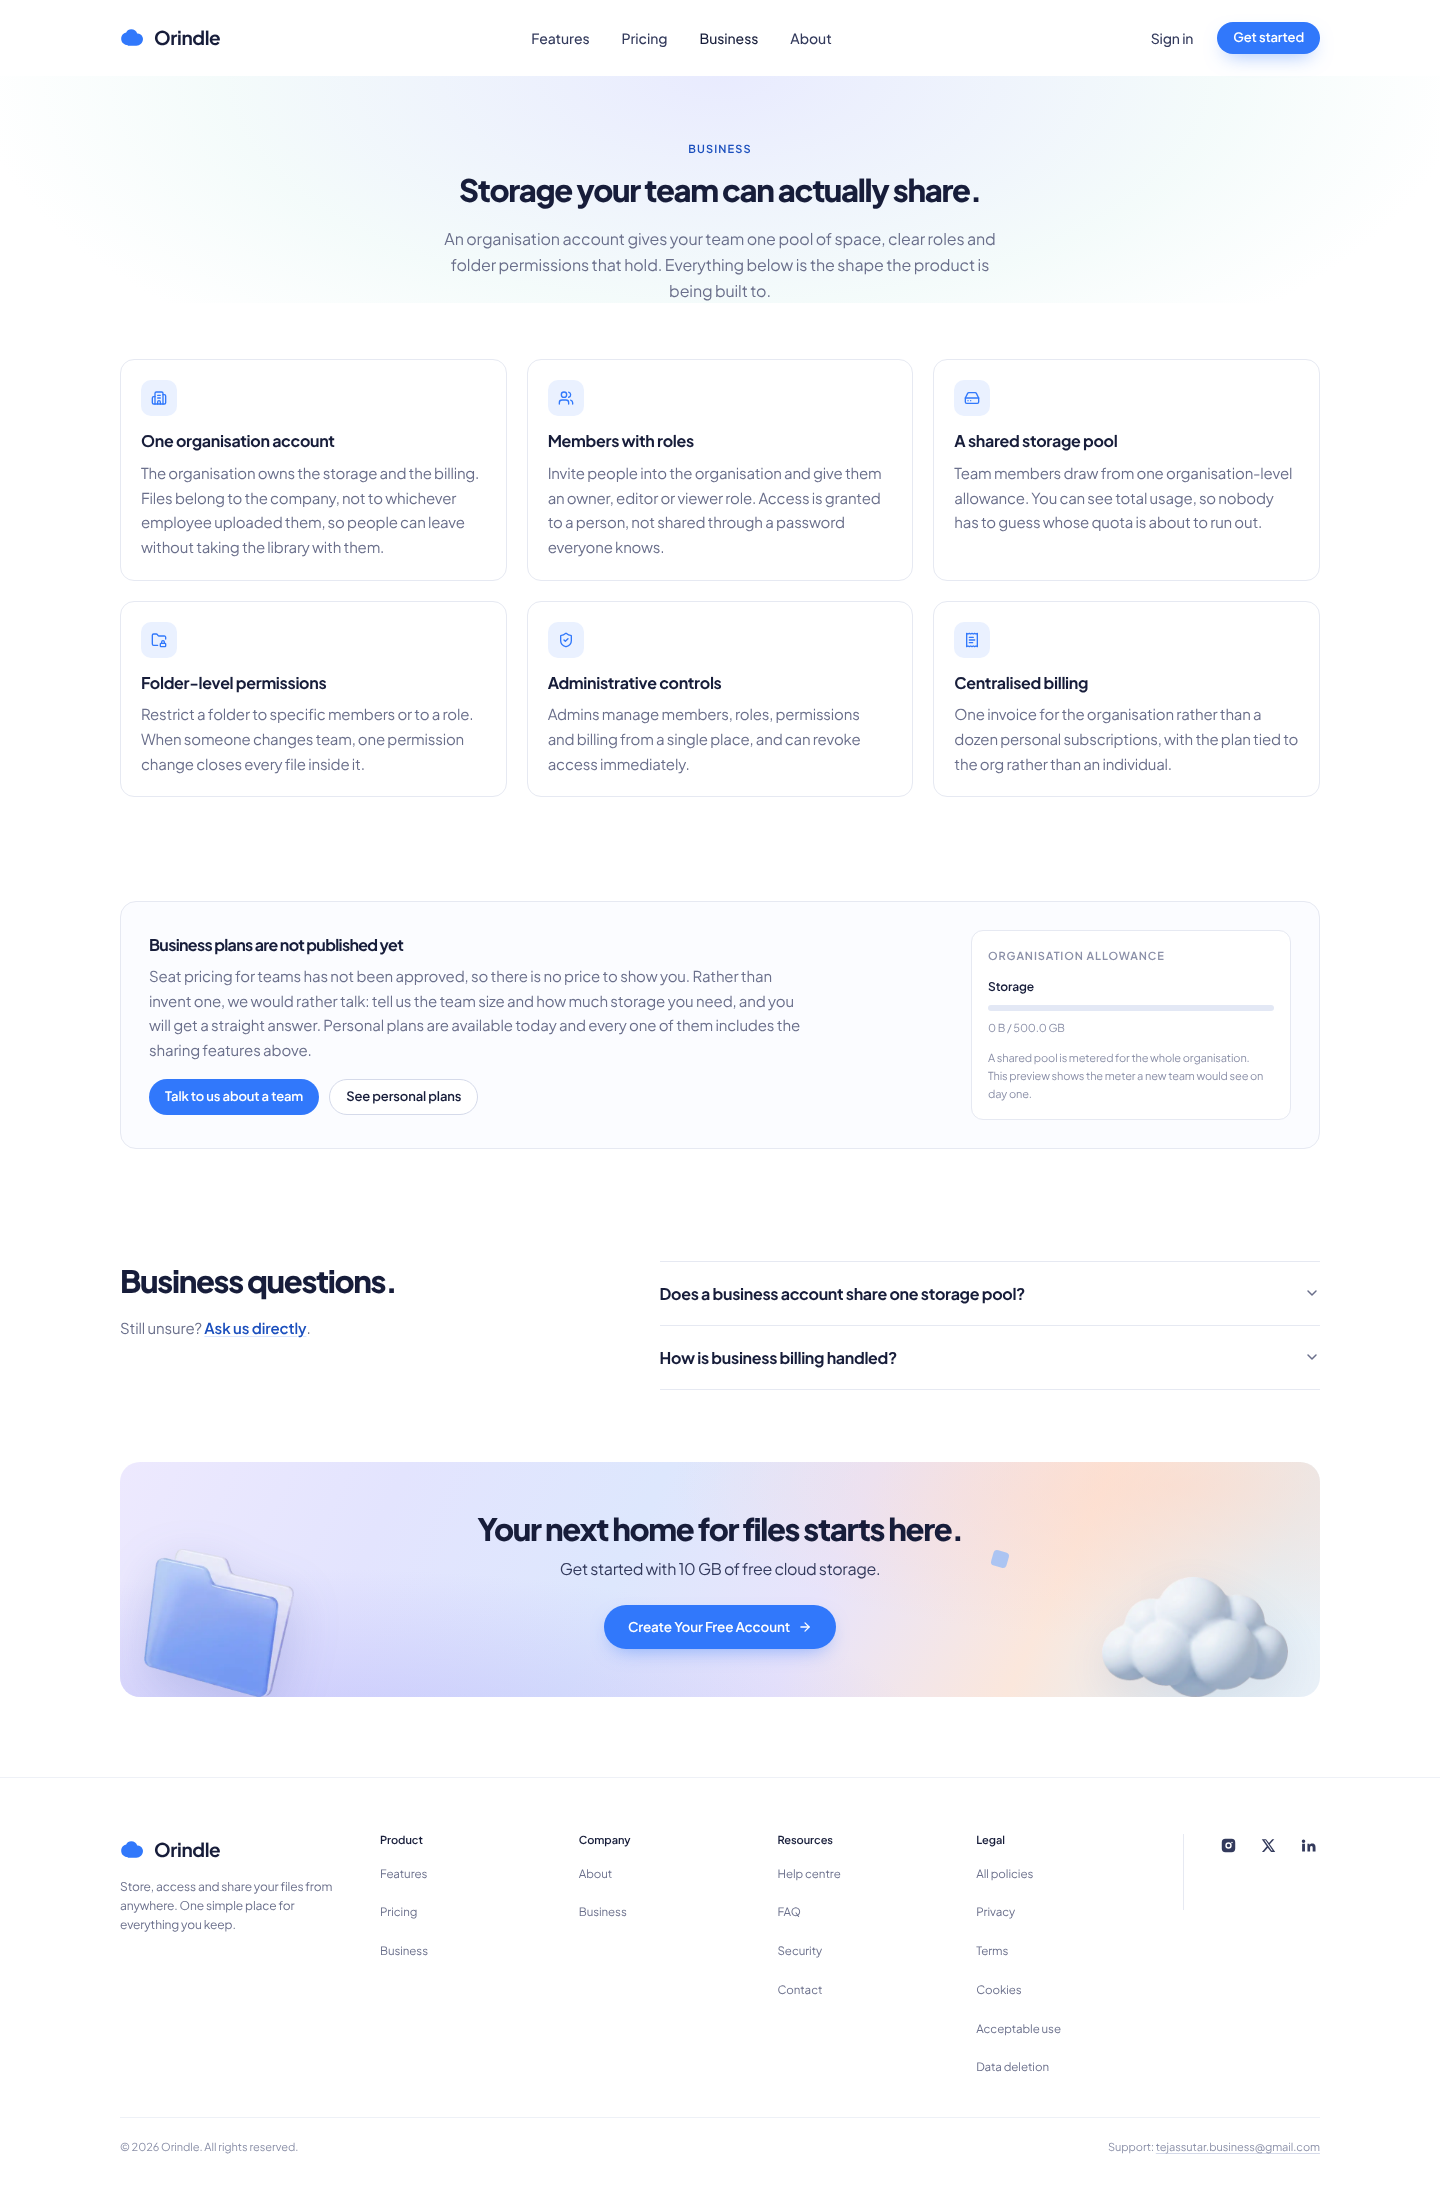 Orindle
Features
Pricing
Business
About
Sign in
Get started
BUSINESS
Storage your team can actually share.
An organisation account gives your team one pool of space, clear roles and
folder permissions that hold. Everything below is the shape the product is
being built to.
One organisation account
The organisation owns the storage and the billing.
Files belong to the company, not to whichever
employee uploaded them, so people can leave
without taking the library with them.
Members with roles
Invite people into the organisation and give them
an owner, editor or viewer role. Access is granted
to a person, not shared through a password
everyone knows.
A shared storage pool
Team members draw from one organisation-level
allowance. You can see total usage, so nobody
has to guess whose quota is about to run out.
Folder-level permissions
Restrict a folder to specific members or to a role.
When someone changes team, one permission
change closes every file inside it.
Administrative controls
Admins manage members, roles, permissions
and billing from a single place, and can revoke
access immediately.
Centralised billing
One invoice for the organisation rather than a
dozen personal subscriptions, with the plan tied to
the org rather than an individual.
Business plans are not published yet
Seat pricing for teams has not been approved, so there is no price to show you. Rather than
invent one, we would rather talk: tell us the team size and how much storage you need, and you
will get a straight answer. Personal plans are available today and every one of them includes the
sharing features above.
Talk to us about a team
See personal plans
ORGANISATION ALLOWANCE
Storage
0 B / 500.0 GB
A shared pool is metered for the whole organisation.
This preview shows the meter a new team would see on
day one.
Business questions.
Still unsure? Ask us directly.
Does a business account share one storage pool?
How is business billing handled?
Your next home for files starts here.
Get started with 10 GB of free cloud storage.
Create Your Free Account
Orindle
Store, access and share your files from
anywhere. One simple place for
everything you keep.
Product
Features
Pricing
Business
Company
About
Business
Resources
Help centre
FAQ
Security
Contact
Legal
All policies
Privacy
Terms
Cookies
Acceptable use
Data deletion
© 2026 Orindle. All rights reserved.
Support: tejassutar.business@gmail.com